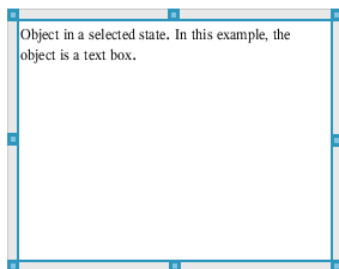 Object in a selected state. In this example, the
object is a text box.